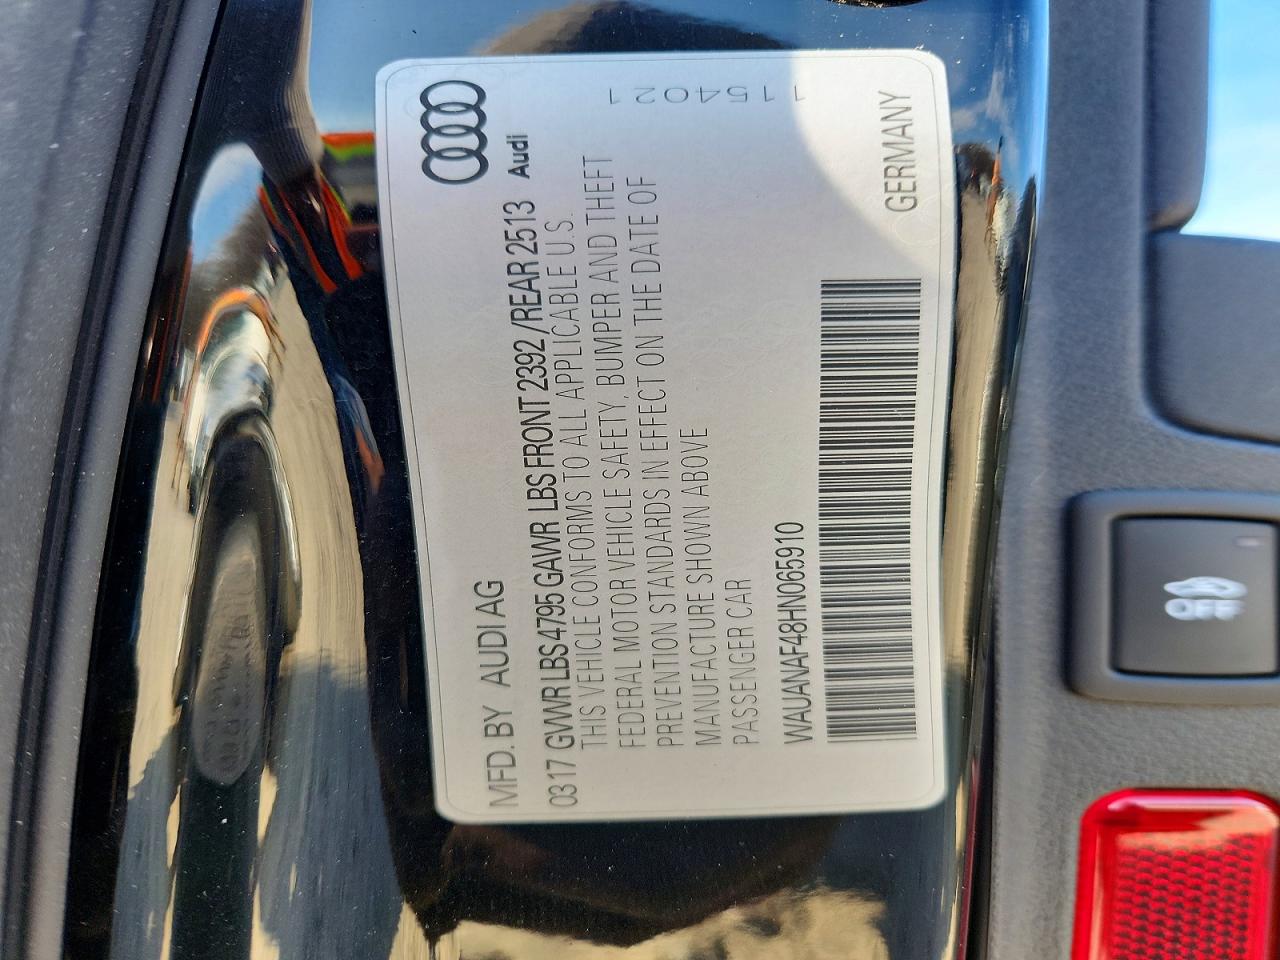 Audi
MFD. BY AUDI AG
03 17 GVWR LBS 4795 GAWR LBS FRONT 2392 / REAR 2513
THIS VEHICLE CONFORMS TO ALL APPLICABLE U.S.
FEDERAL MOTOR VEHICLE SAFETY, BUMPER AND THEFT
PREVENTION STANDARDS IN EFFECT ON THE DATE OF
MANUFACTURE SHOWN ABOVE
PASSENGER CAR
WAUANAF48HN065910
GERMANY
1154021
OFF